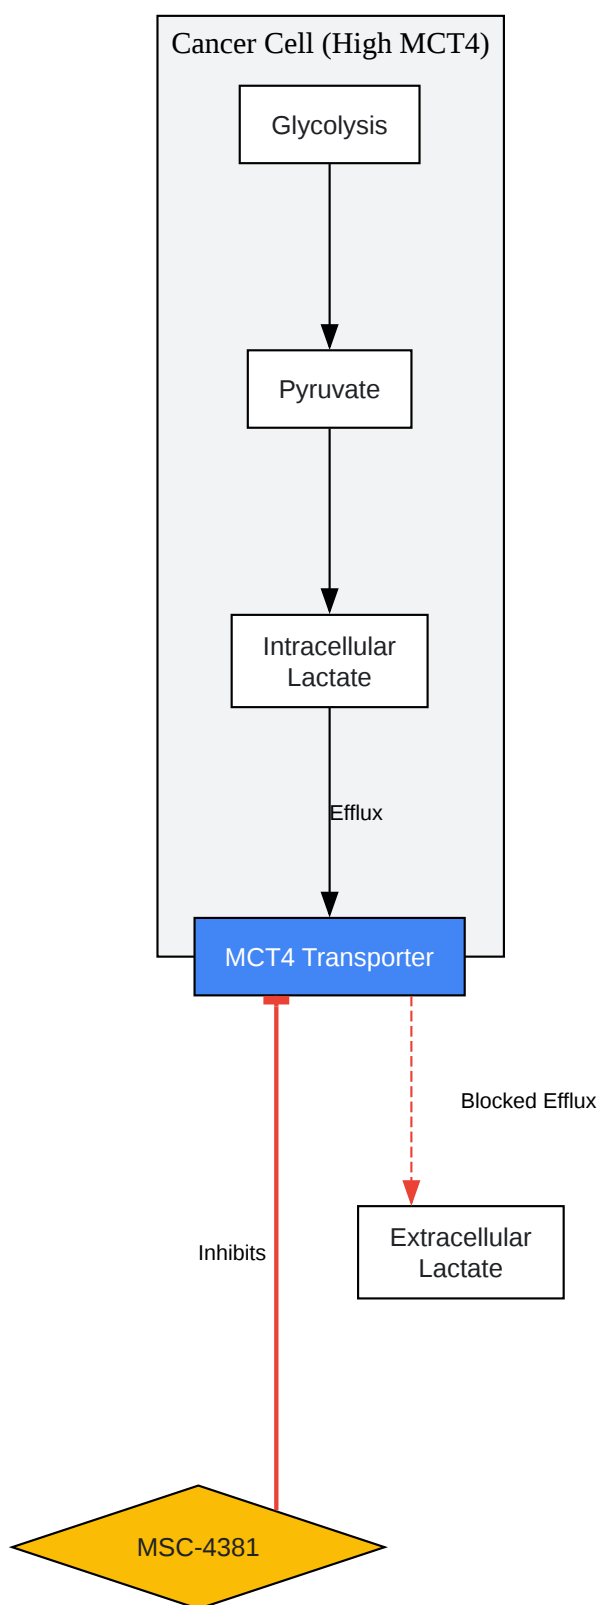 Cancer Cell (High MCT4)
Glycolysis
Pyruvate
Intracellular
Lactate
Efflux
MCT4 Transporter
Blocked Efflux
Extracellular
Lactate
Inhibits
MSC-4381